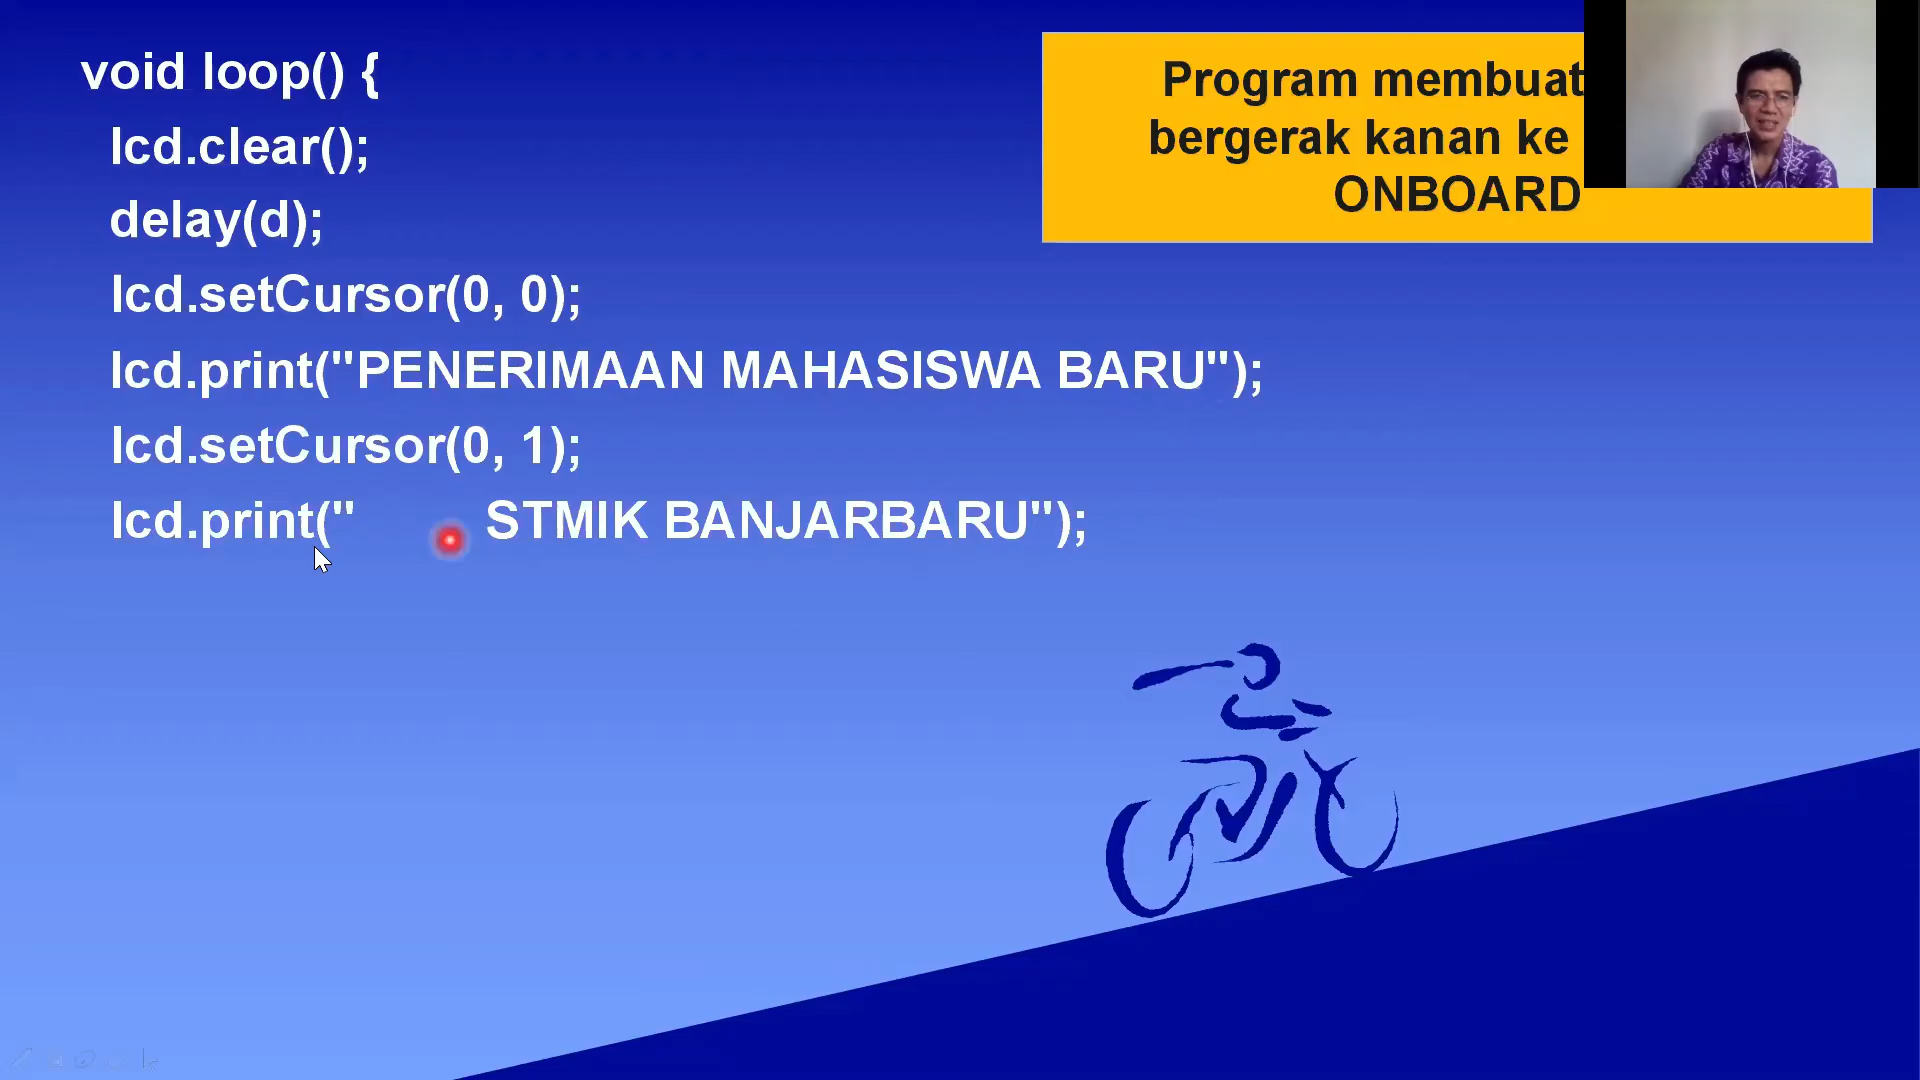 void loop() {
lcd.clear();
delay(d);
lcd.setCursor(0, 0);
lcd.print("PENERIMAAN MAHASISWA BARU");
lcd.setCursor(0, 1);
lcd.print("        STMIK BANJARBARU");
Program membuat
bergerak kanan ke
ONBOARD